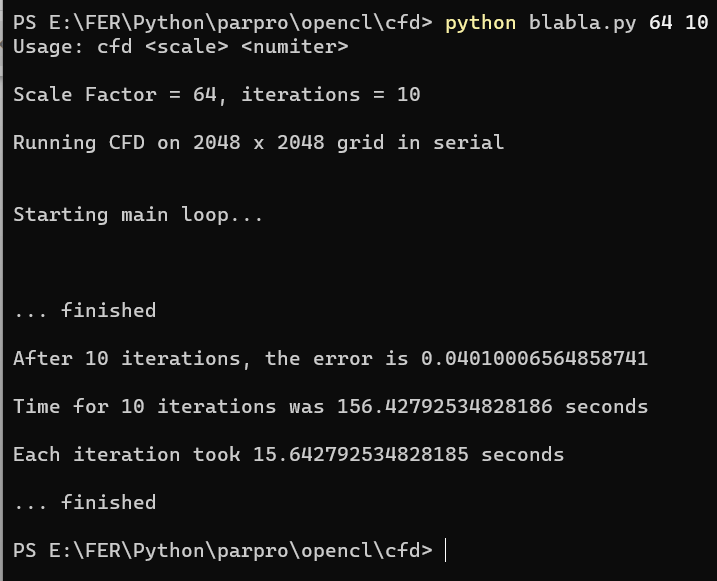 PS E:\FER\Python\parpro\opencl\cfd> python blabla.py 64 10
Usage: cfd <scale> <numiter>
Scale Factor = 64, iterations = 10
Running CFD on 2048 x 2048 grid in serial
Starting main loop...
... finished
After 10 iterations, the error is 0.04010006564858741
Time for 10 iterations was 156.42792534828186 seconds
Each iteration took 15.642792534828185 seconds
... finished
PS E:\FER\Python\parpro\opencl\cfd>